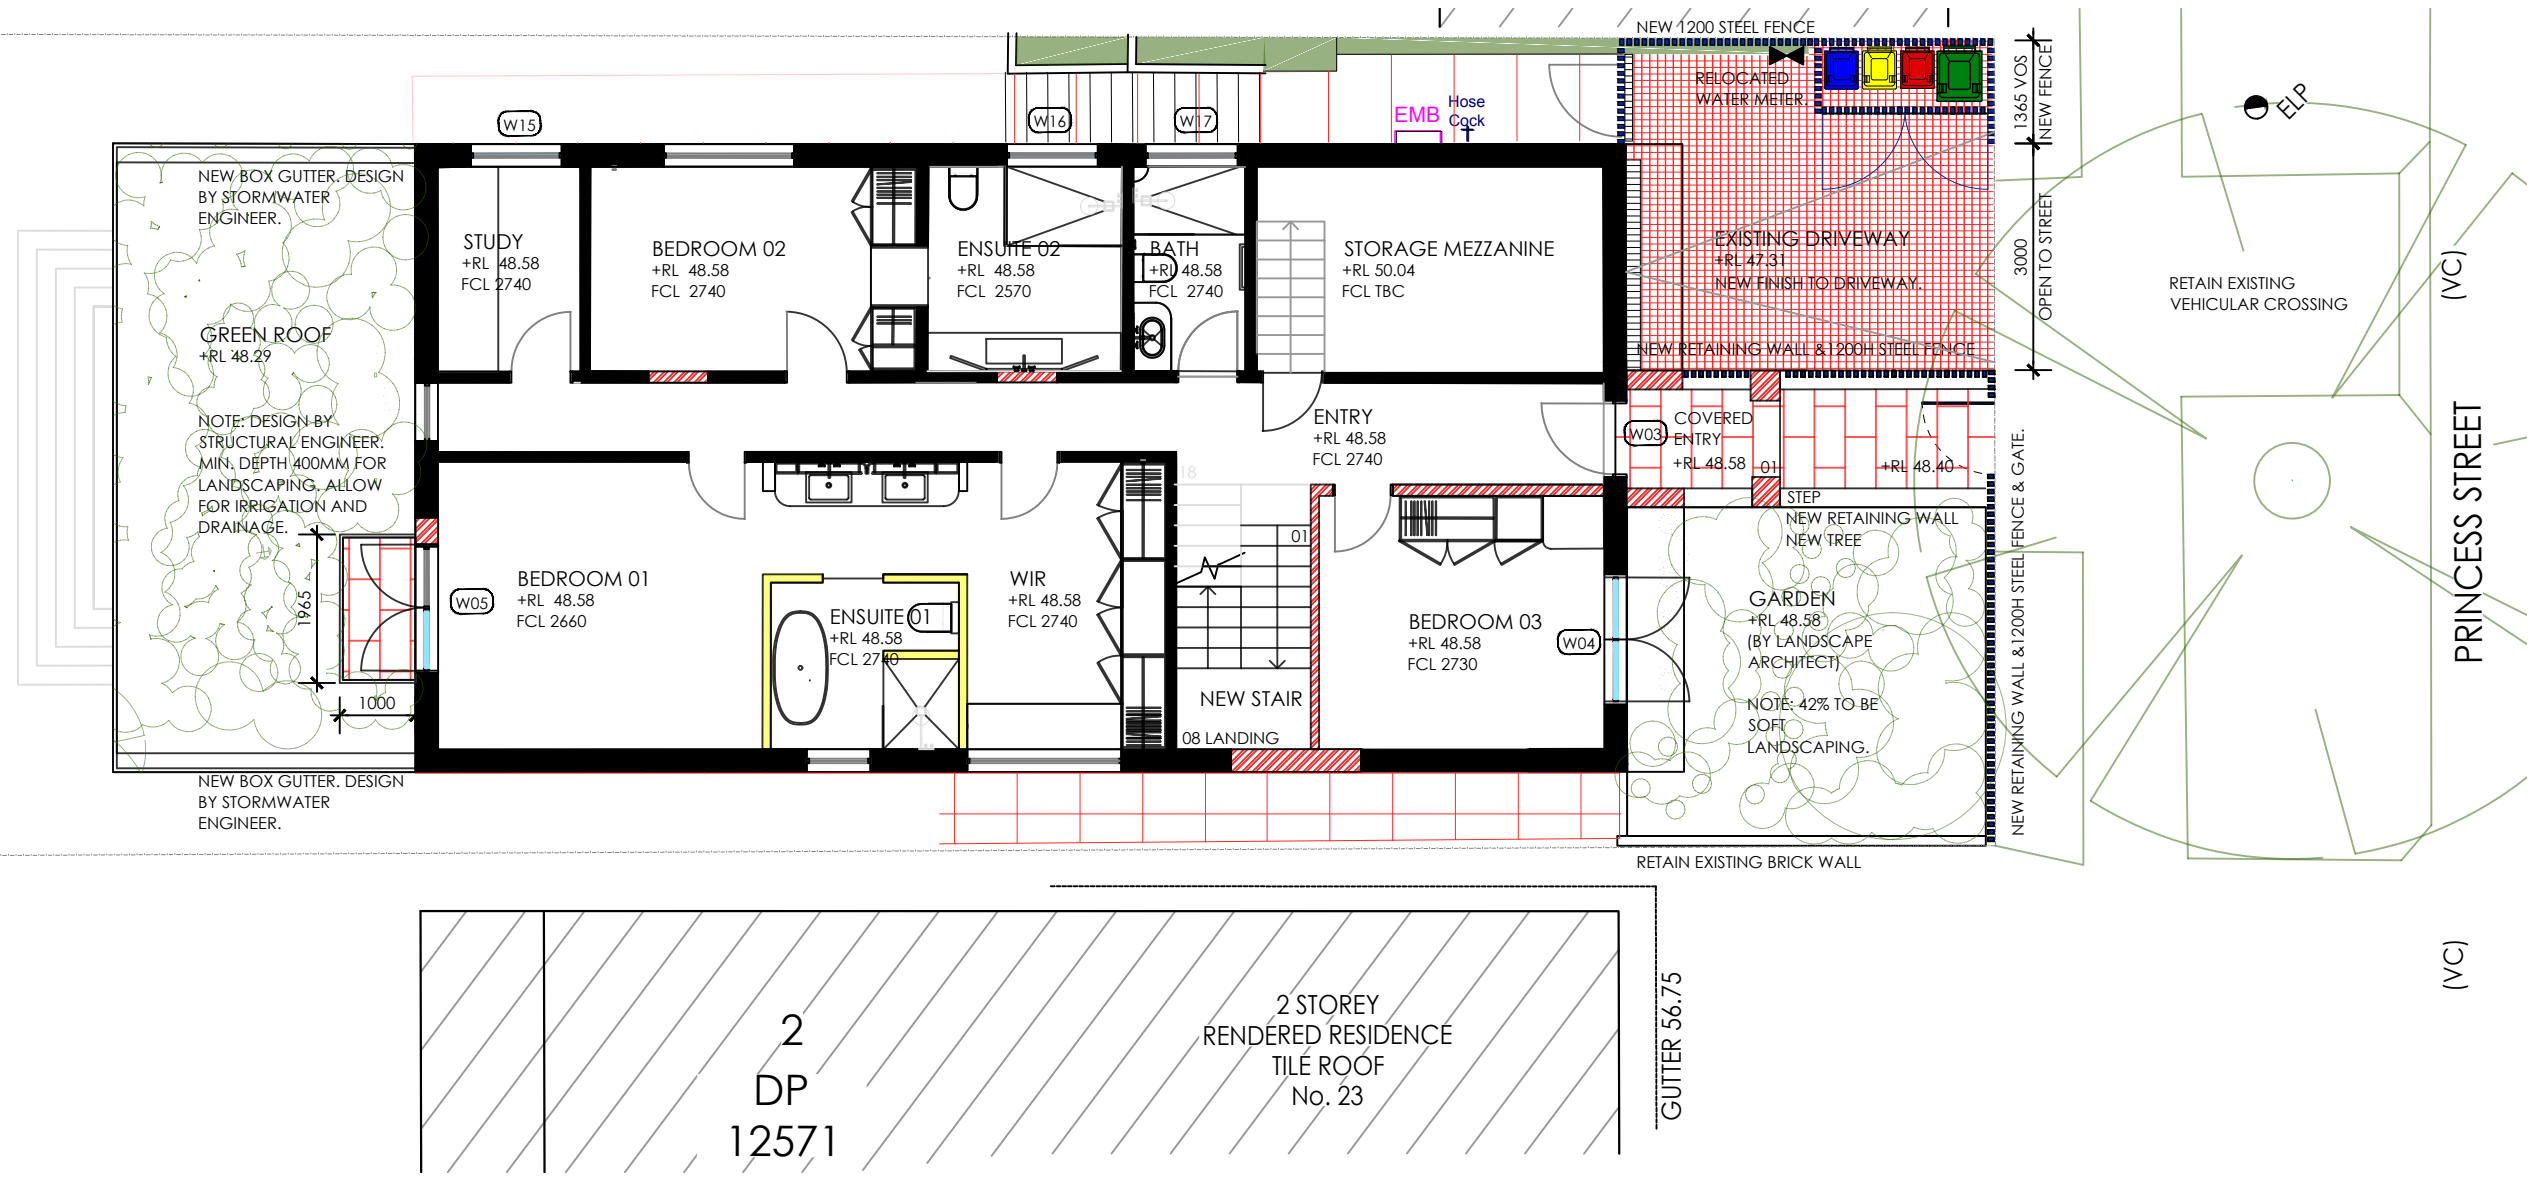 NEW 1200 STEEL FENCE
RELOCATED
WATER METER.
1365 VOS
NEW FENCE
ELP
W15
W16
W17
EMB
Hose
Cock
NEW BOX GUTTER. DESIGN
BY STORMWATER
ENGINEER.
STUDY
+RL 48.58
FCL 2740
BEDROOM 02
+RL 48.58
FCL 2740
ENSUITE 02
+RL 48.58
FCL 2570
BATH
+RL 48.58
FCL 2740
STORAGE MEZZANINE
+RL 50.04
FCL TBC
EXISTING DRIVEWAY
+RL 47.31
NEW FINISH TO DRIVEWAY.
3000
OPEN TO STREET
RETAIN EXISTING
VEHICULAR CROSSING
(VC)
GREEN ROOF
+RL 48.29
NEW RETAINING WALL &1200H STEEL FENCE
NOTE: DESIGN BY
STRUCTURAL ENGINEER.
MIN. DEPTH 400MM FOR
LANDSCAPING. ALLOW
FOR IRRIGATION AND
DRAINAGE.
ENTRY
+RL 48.58
FCL 2740
W03
COVERED
ENTRY
+RL 48.58
01
+RL 48.40
STEP
NEW RETAINING WALL
NEW TREE
18
01
PRINCESS STREET
NEW RETAINING WALL &1200H STEEL FENCE & GATE.
1965
1000
W05
BEDROOM 01
+RL 48.58
FCL 2660
ENSUITE 01
+RL 48.58
FCL 2740
WIR
+RL 48.58
FCL 2740
NEW STAIR
08 LANDING
BEDROOM 03
+RL 48.58
FCL 2730
W04
GARDEN
+RL 48.58
(BY LANDSCAPE
ARCHITECT)
NOTE: 42% TO BE
SOFT
LANDSCAPING.
NEW BOX GUTTER. DESIGN
BY STORMWATER
ENGINEER.
RETAIN EXISTING BRICK WALL
(VC)
2
DP
12571
2 STOREY
RENDERED RESIDENCE
TILE ROOF
No. 23
GUTTER 56.75